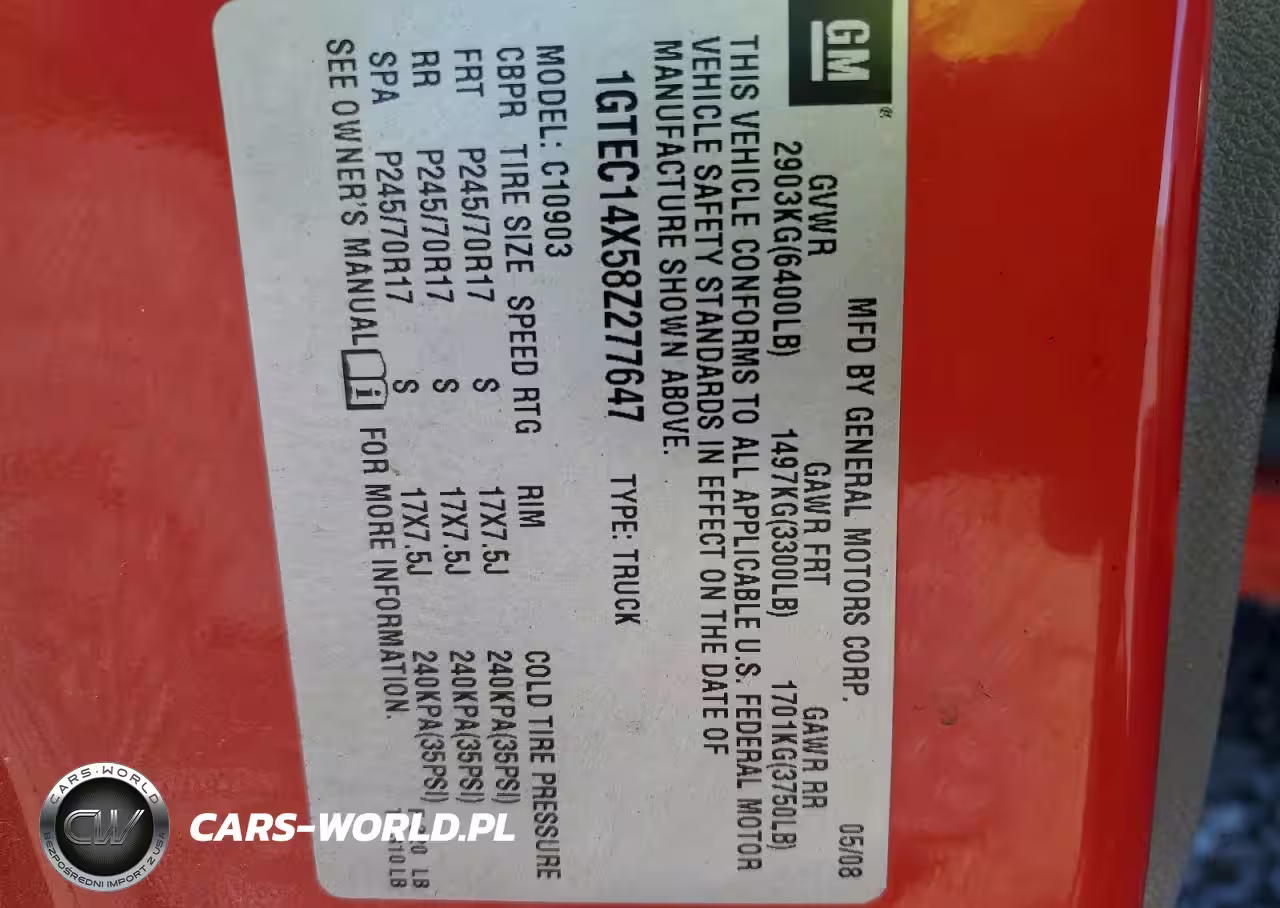 GM®
MFD BY GENERAL MOTORS CORP. 05/08
GVWR GAWR FRT GAWR RR
2903KG(6400LB) 1497KG(3300LB) 1701KG(3750LB)
THIS VEHICLE CONFORMS TO ALL APPLICABLE U.S. FEDERAL MOTOR
VEHICLE SAFETY STANDARDS IN EFFECT ON THE DATE OF
MANUFACTURE SHOWN ABOVE.
1GTEC14X58Z277647 TYPE: TRUCK
MODEL: C10903
CBPR TIRE SIZE SPEED RTG RIM COLD TIRE PRESSURE
FRT P245/70R17 S 17X7.5J 240KPA(35PSI)
RR P245/70R17 S 17X7.5J 240KPA(35PSI)
SPA P245/70R17 S 17X7.5J 240KPA(35PSI)
SEE OWNER'S MANUAL i FOR MORE INFORMATION.
LB
LB
CARS-WORLD
CW
BEZPOŚREDNI IMPORT Z USA
CARS-WORLD.PL